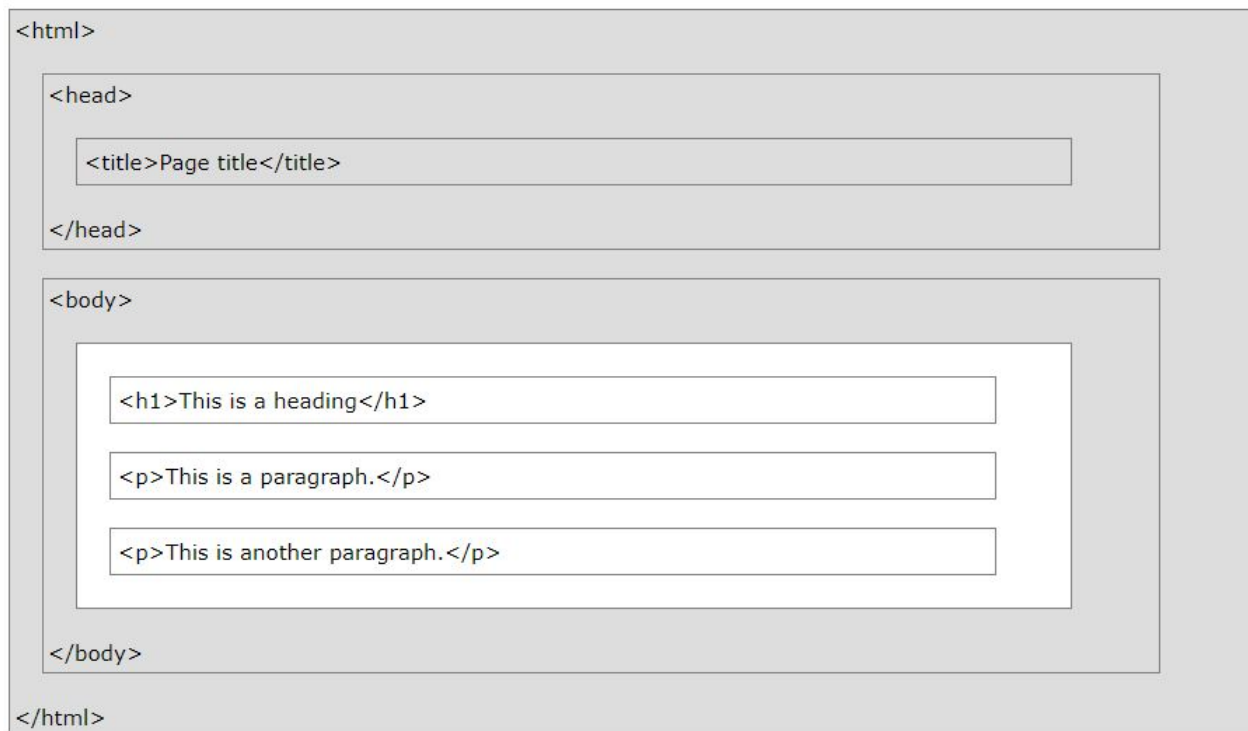 <html>
<head>
<title>Page title</title>
</head>
<body>
<h1>This is a heading</h1>
<p>This is a paragraph.</p>
<p>This is another paragraph.</p>
</body>
</html>